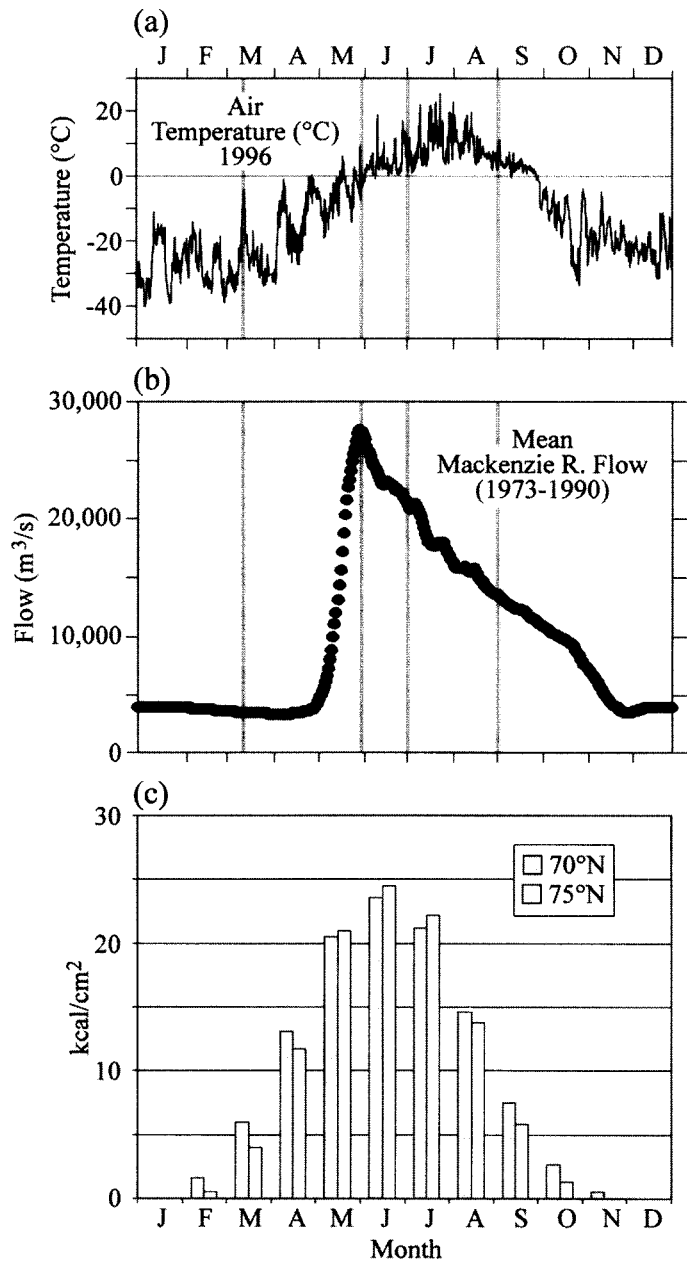 (a)
J F M A M J J A S O N D
Temperature (°C)
20
0
-20
-40
Air
Temperature (°C)
1996
(b)
Flow (m³/s)
30,000
20,000
10,000
0
Mean
Mackenzie R. Flow
(1973-1990)
(c)
kcal/cm²
30
20
10
0
70°N
75°N
J F M A M J J A S O N D
Month